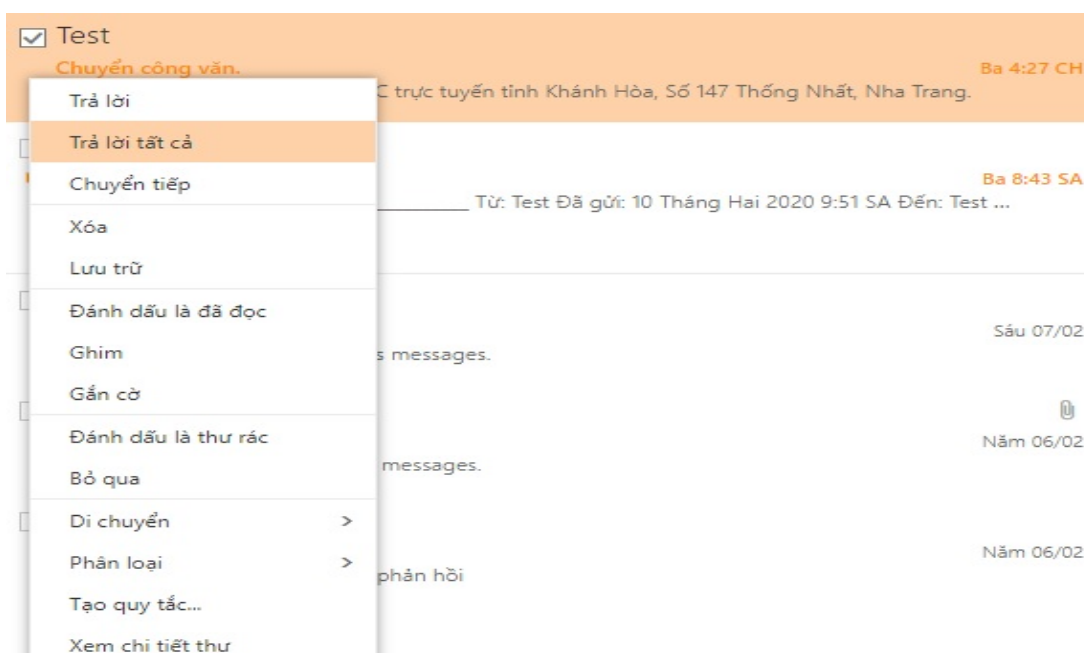 Test
Chuyển công văn.
Ba 4:27 CH
C trực tuyến tỉnh Khánh Hòa, Số 147 Thống Nhất, Nha Trang.
Trả lời
Trả lời tất cả
Chuyển tiếp
Ba 8:43 SA
Từ: Test Đã gửi: 10 Tháng Hai 2020 9:51 SA Đến: Test ...
Xóa
Lưu trữ
Đánh dấu là đã đọc
Sáu 07/02
Ghim
s messages.
Gắn cờ
Đánh dấu là thư rác
Năm 06/02
messages.
Bỏ qua
Di chuyển >
Năm 06/02
Phân loại >
phản hồi
Tạo quy tắc...
Xem chi tiết thư